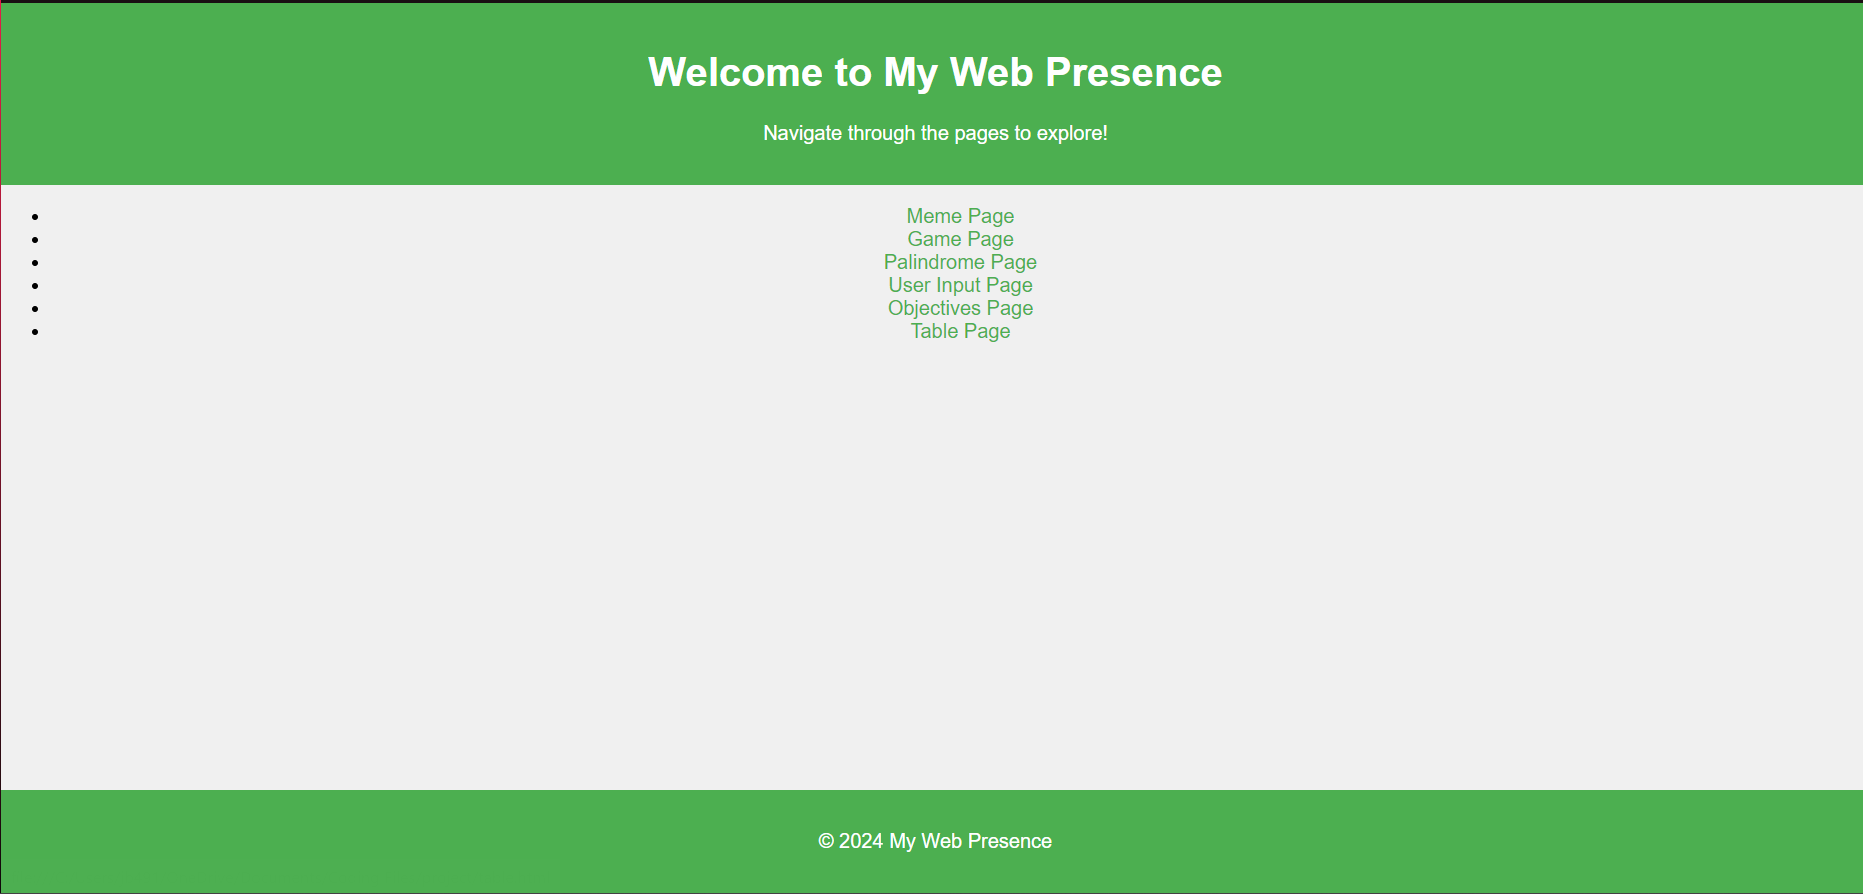 Welcome to My Web Presence
Navigate through the pages to explore!
• Meme Page
• Game Page
• Palindrome Page
• User Input Page
• Objectives Page
• Table Page
© 2024 My Web Presence